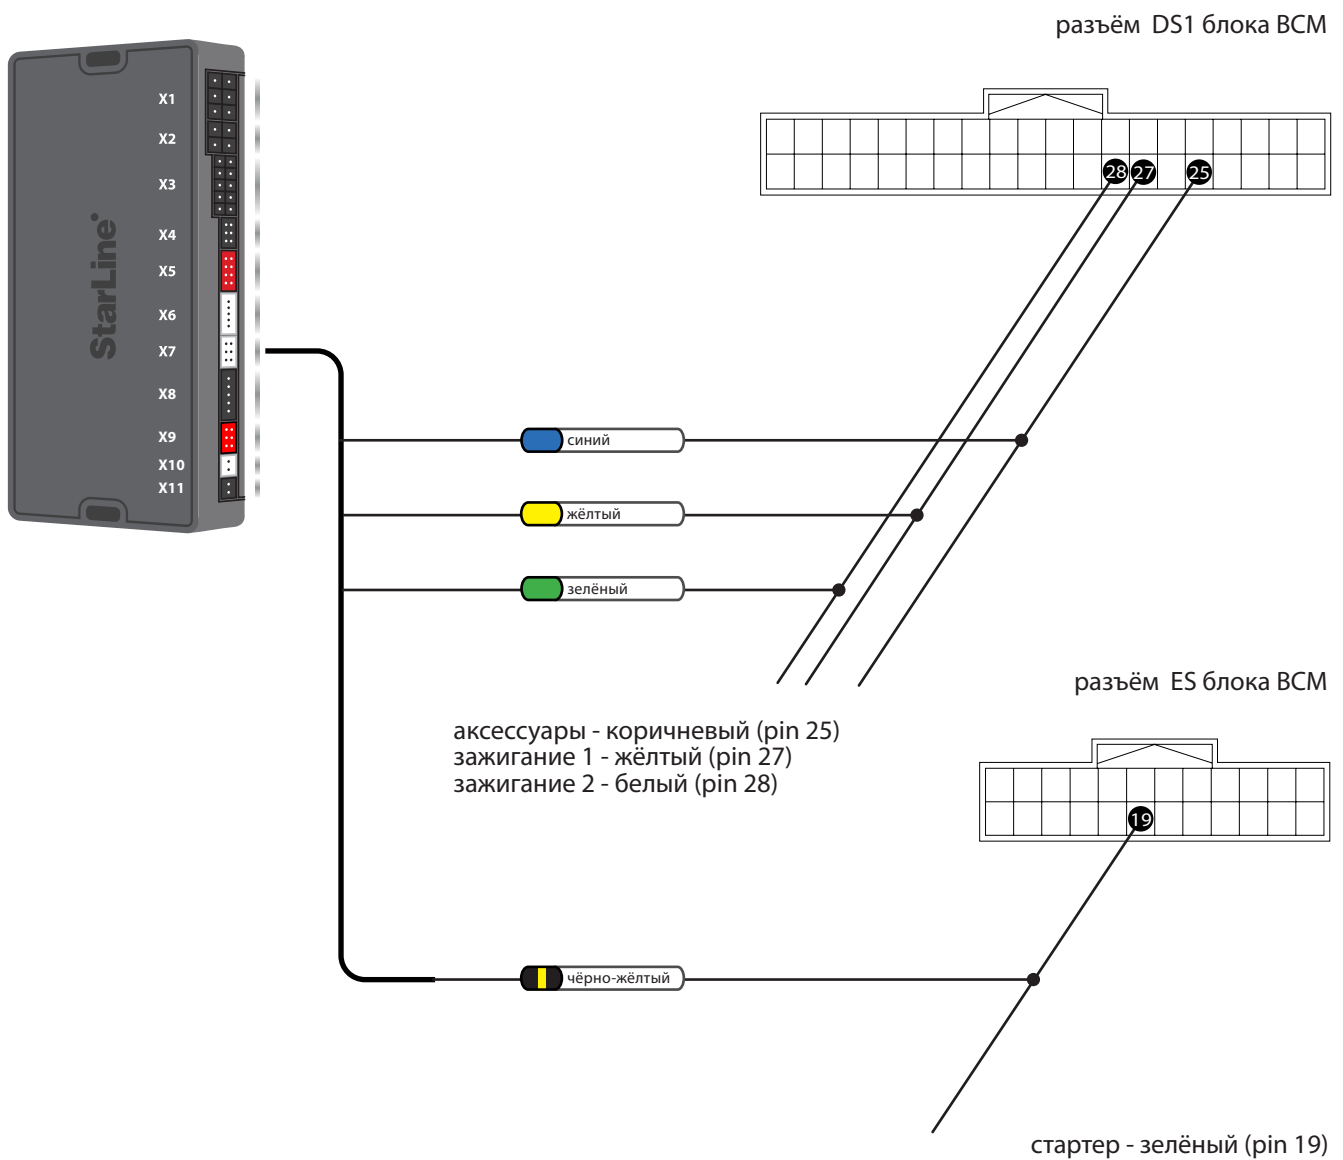 разъём DS1 блока BCM
X1
X2
X3
X4
X5
X6
X7
X8
X9
X10
X11
StarLine
28 27 25
синий
жёлтый
зелёный
разъём ES блока BCM
аксессуары - коричневый (pin 25)
зажигание 1 - жёлтый (pin 27)
зажигание 2 - белый (pin 28)
19
чёрно-жёлтый
стартер - зелёный (pin 19)